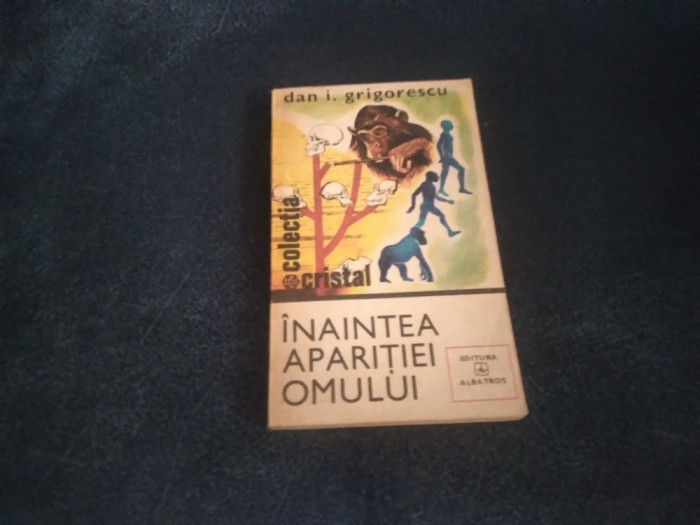 dan i. grigorescu
colecția
cristal
ÎNAINTEA
APARIȚIEI
OMULUI
EDITURA
ALBATROS